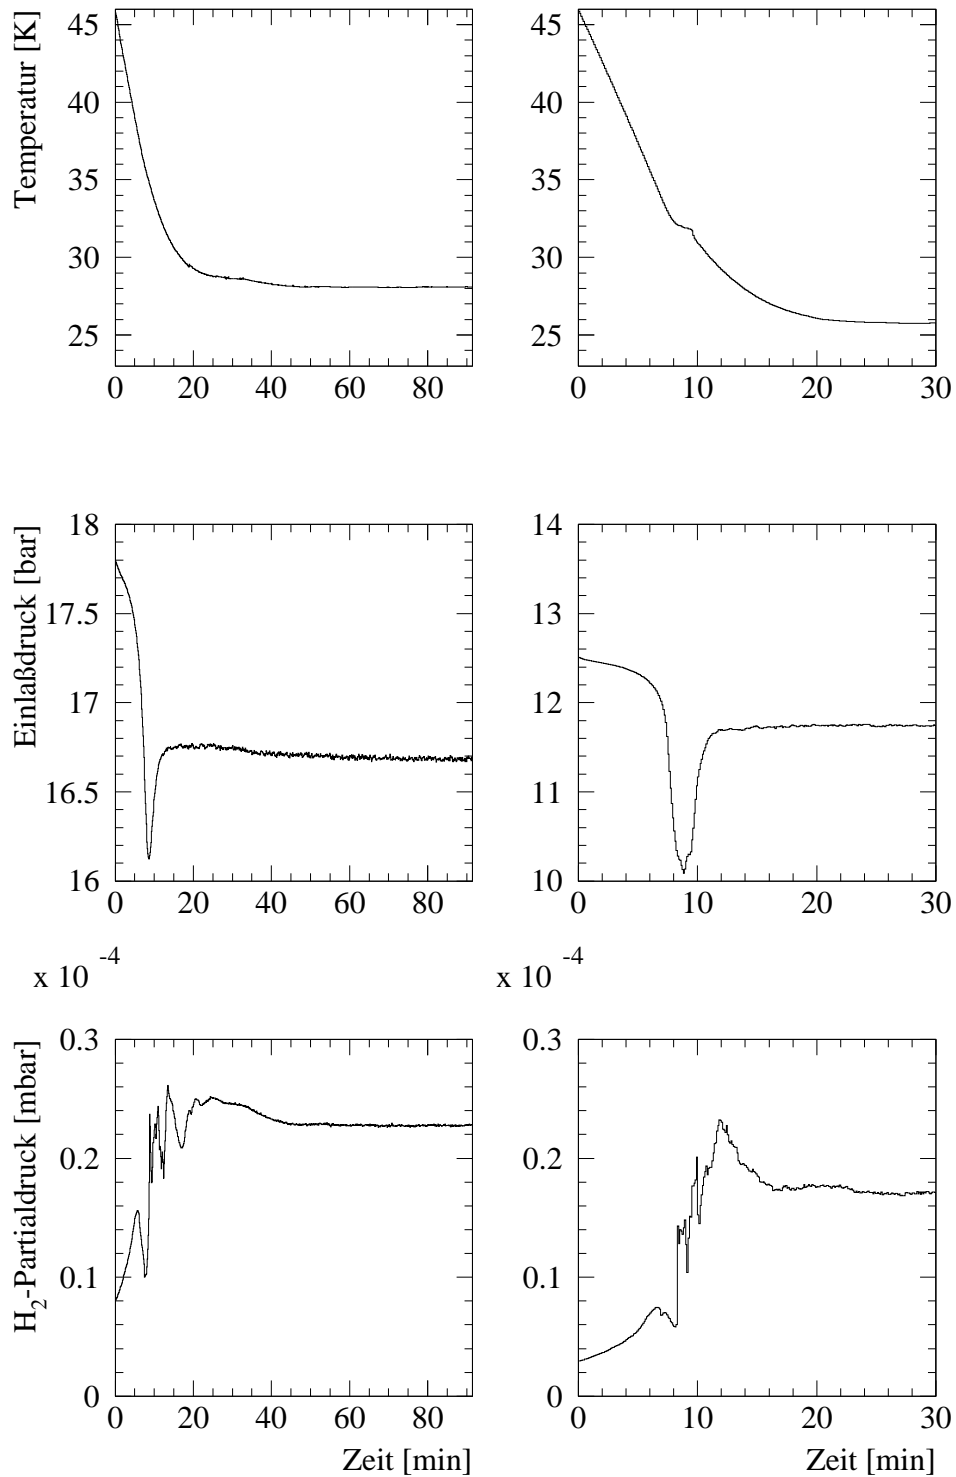 Temperatur [K]
45
40
35
30
25
0 20 40 60 80
45
40
35
30
25
0 10 20 30
Einlaßdruck [bar]
18
17.5
17
16.5
16
0 20 40 60 80
14
13
12
11
10
0 10 20 30
x 10 -4
x 10 -4
H2-Partialdruck [mbar]
0.3
0.2
0.1
0
0 20 40 60 80
Zeit [min]
0.3
0.2
0.1
0
0 10 20 30
Zeit [min]